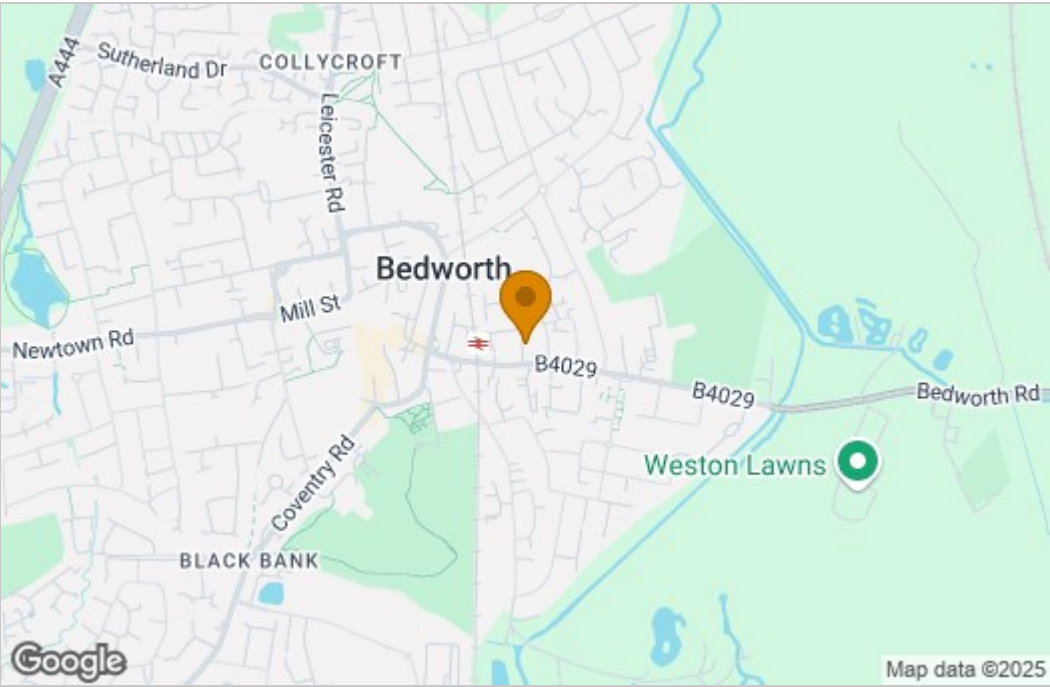 A444
Sutherland Dr
COLLYCROFT
Leicester Rd
Bedworth
Mill St
Newtown Rd
B4029
B4029
Bedworth Rd
Coventry Rd
Weston Lawns
BLACK BANK
Google
Map data ©2025